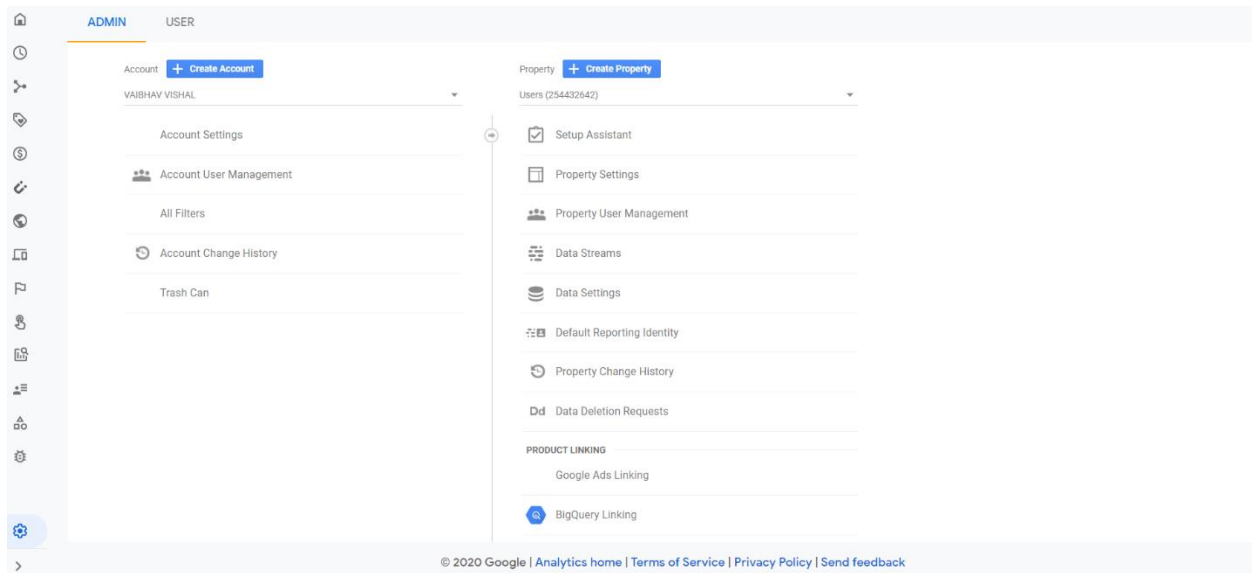 ADMIN USER
Account + Create Account
VAIBHAV VISHAL
Account Settings
Account User Management
All Filters
Account Change History
Trash Can
Property + Create Property
Users (254432642)
Setup Assistant
Property Settings
Property User Management
Data Streams
Data Settings
Default Reporting Identity
Property Change History
Dd Data Deletion Requests
PRODUCT LINKING
Google Ads Linking
BigQuery Linking
© 2020 Google | Analytics home | Terms of Service | Privacy Policy | Send feedback